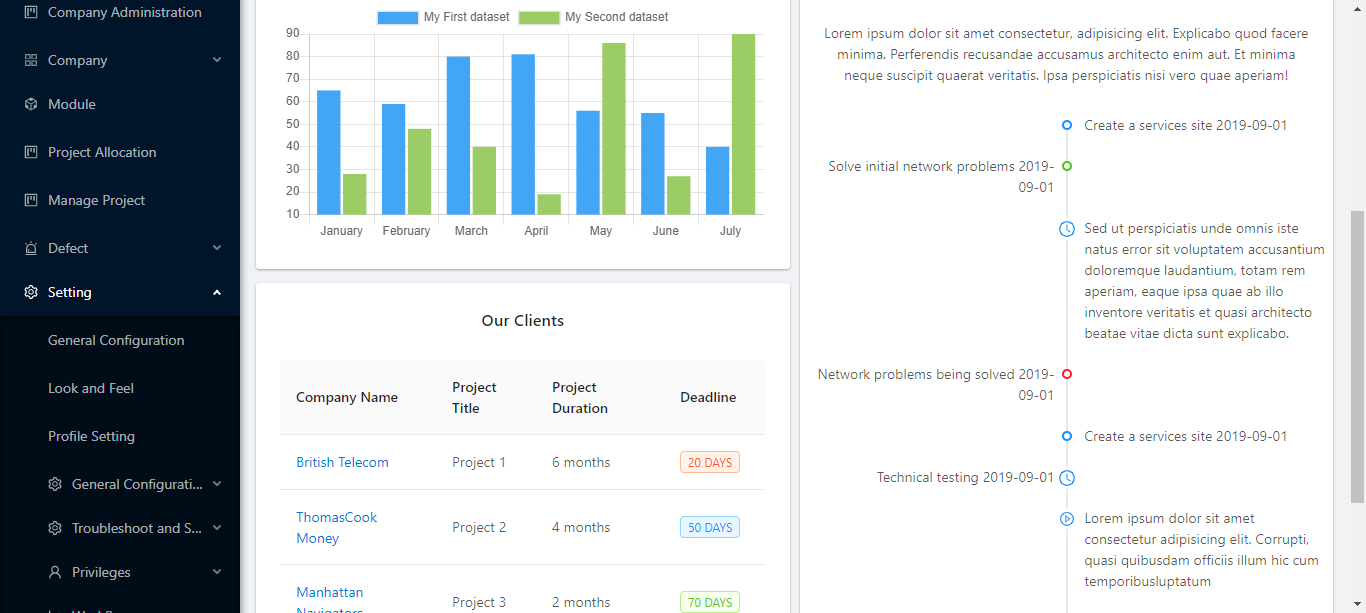 Company Administration
Company
Module
Project Allocation
Manage Project
Defect
Setting
General Configuration
Look and Feel
Profile Setting
General Configurati...
Troubleshoot and S...
Privileges
My First dataset My Second dataset
90
80
70
60
50
40
30
20
10
January February March April May June July
Our Clients
Company Name Project Title Project Duration Deadline
British Telecom Project 1 6 months 20 DAYS
ThomasCook
Money Project 2 4 months 50 DAYS
Manhattan
Navigators Project 3 2 months 70 DAYS
Lorem ipsum dolor sit amet consectetur, adipisicing elit. Explicabo quod facere
minima. Perferendis recusandae accusamus architecto enim aut. Et minima
neque suscipit quaerat veritatis. Ipsa perspiciatis nisi vero quae aperiam!
Create a services site 2019-09-01
Solve initial network problems 2019-
09-01
Sed ut perspiciatis unde omnis iste
natus error sit voluptatem accusantium
doloremque laudantium, totam rem
aperiam, eaque ipsa quae ab illo
inventore veritatis et quasi architecto
beatae vitae dicta sunt explicabo.
Network problems being solved 2019-
09-01
Create a services site 2019-09-01
Technical testing 2019-09-01
Lorem ipsum dolor sit amet
consectetur adipisicing elit. Corrupti,
quasi quibusdam officiis illum hic cum
temporibusluptatum